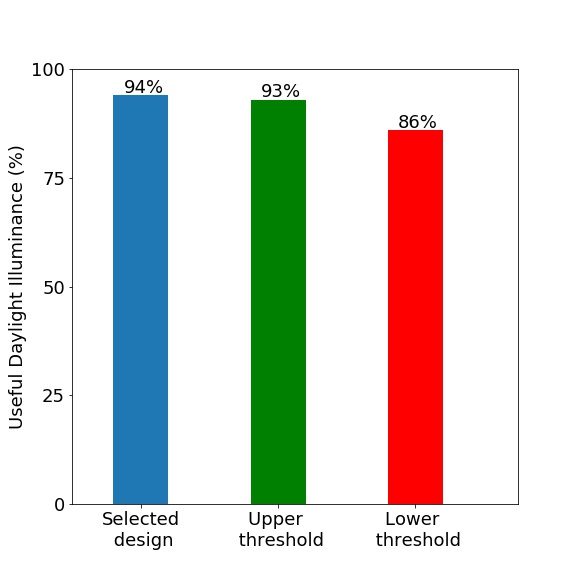 94%
93%
86%
100
75
50
25
0
Useful Daylight Illuminance (%)
Selected
design
Upper
threshold
Lower
threshold